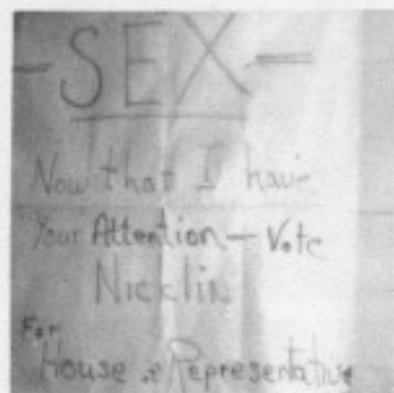 - SEX -
Now that I have
Your Attention - Vote
Nicklin
For
House of Representative